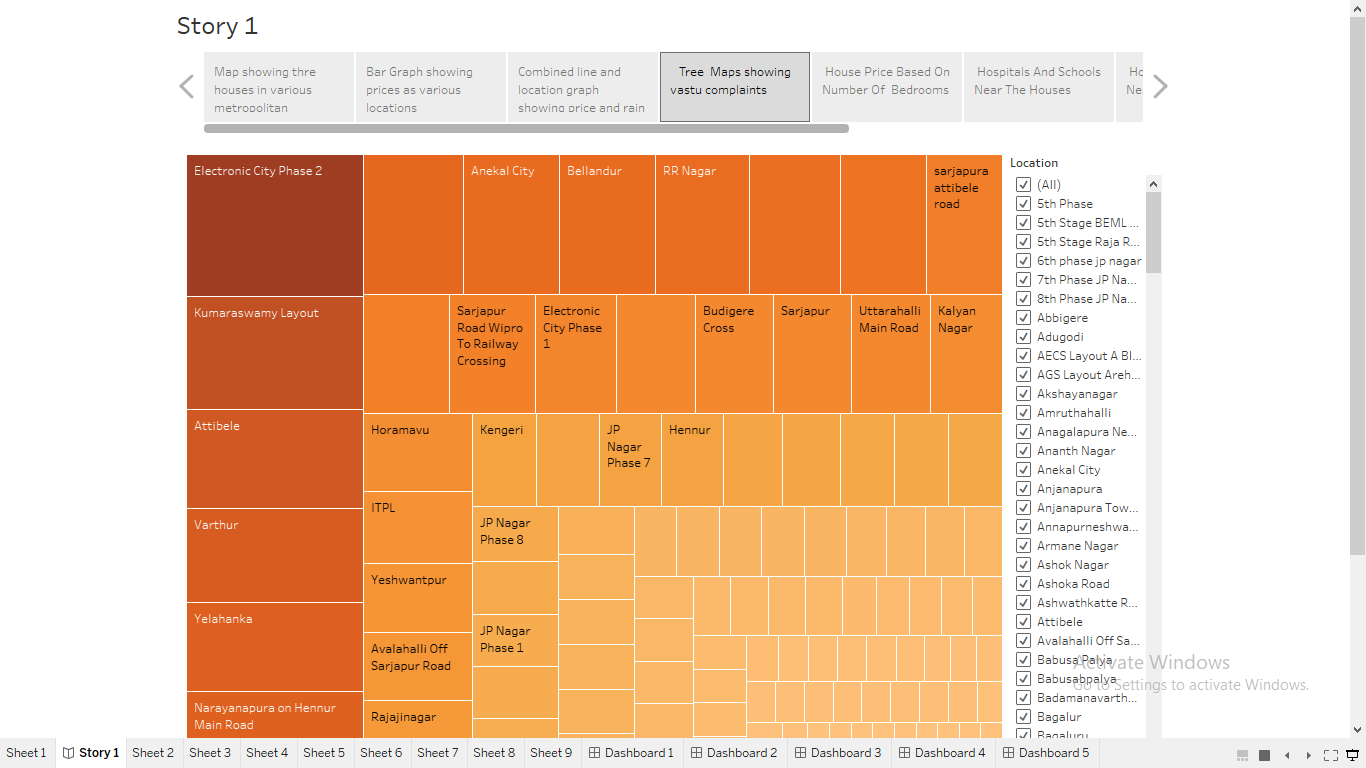 Story 1
Map showing thre
houses in various
metropolitan
Bar Graph showing
prices as various
locations
Combined line and
location graph
showing price and rain
Tree Maps showing
vastu complaints
House Price Based On
Number Of Bedrooms
Hospitals And Schools
Near The Houses
Ho
Ne
Electronic City Phase 2
Anekal City
Bellandur
RR Nagar
sarjapura
attibele
road
Kumaraswamy Layout
Sarjapur
Road Wipro
To Railway
Crossing
Electronic
City Phase
1
Budigere
Cross
Sarjapur
Uttarahalli
Main Road
Kalyan
Nagar
Attibele
Horamavu
Kengeri
JP
Nagar
Phase 7
Hennur
ITPL
Varthur
JP Nagar
Phase 8
Yeshwantpur
Yelahanka
JP Nagar
Phase 1
Avalahalli Off
Sarjapur Road
Narayanapura on Hennur
Main Road
Rajajinagar
Location
(All)
5th Phase
5th Stage BEML ...
5th Stage Raja R...
6th phase jp nagar
7th Phase JP Na...
8th Phase JP Na...
Abbigere
Adugodi
AECS Layout A Bl...
AGS Layout Areh...
Akshayanagar
Amruthahalli
Anagalapura Ne...
Ananth Nagar
Anekal City
Anjanapura
Anjanapura Tow...
Annapurneshwa...
Armane Nagar
Ashok Nagar
Ashoka Road
Ashwathkatte R...
Attibele
Avalahalli Off Sa...
Babusa Palya
Babusabpalya
Badamanavarth...
Bagalur
Bagaluru
Activate Windows
Go to Settings to activate Windows.
Sheet 1
Story 1
Sheet 2
Sheet 3
Sheet 4
Sheet 5
Sheet 6
Sheet 7
Sheet 8
Sheet 9
Dashboard 1
Dashboard 2
Dashboard 3
Dashboard 4
Dashboard 5